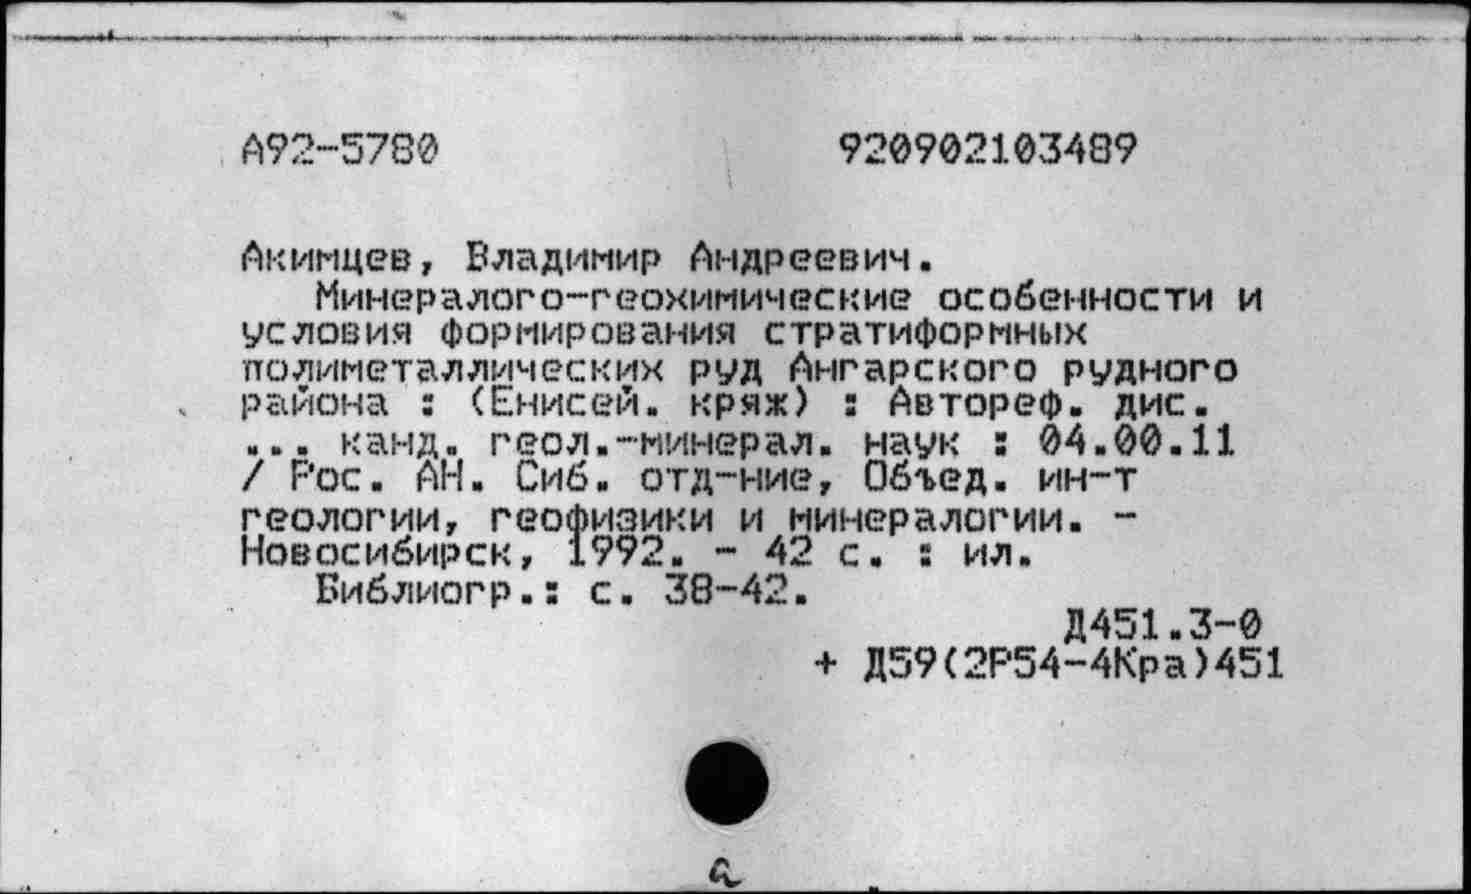 А92-5780 920902103489
Акимцев, Владимир Андреевич.
Минералого-геохимические особенности и
условия формирования стратиформных
полиметаллических руд Ангарского рудного
района : (Енисей. кряж) : Автореф. дис.
... канд. геол.-минерал. наук : 04.00.11
/ Рос. АН. Сиб. отд-ние, Объед. ин-т
геологии, геофизики и минералогии. -
Новосибирск, 1992. - 42 с. : ил.
Библиогр.: с. 38-42.
Д451.3-0
+ Д59(2Р54-4Кра)451